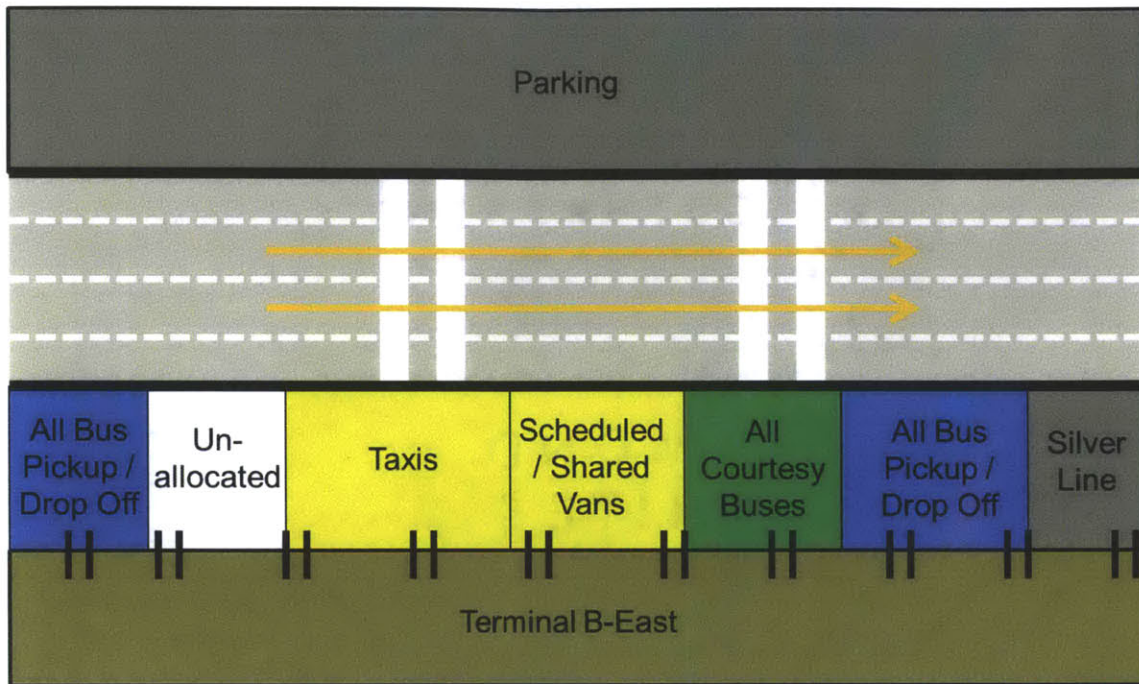 Parking
All Bus
Pickup /
Drop Off
Un-
allocated
Taxis
Scheduled
/ Shared
Vans
All
Courtesy
Buses
All Bus
Pickup /
Drop Off
Silver
Line
Terminal B-East